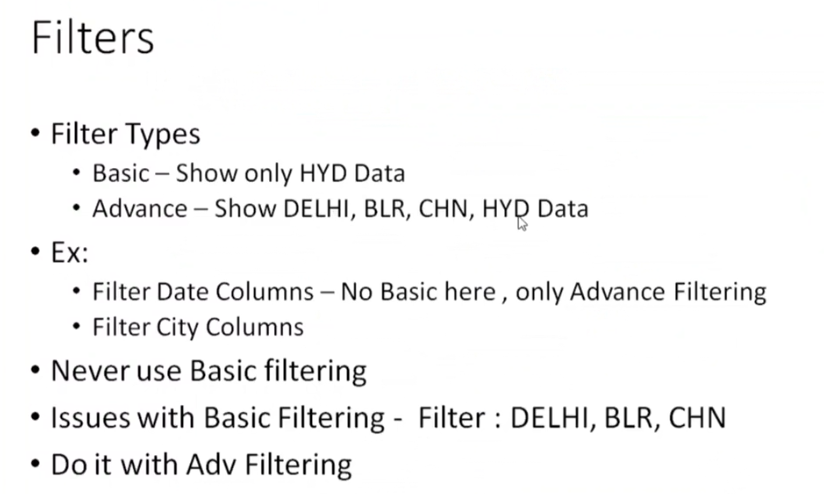 Filters
• Filter Types
• Basic – Show only HYD Data
• Advance – Show DELHI, BLR, CHN, HYD Data
• Ex:
• Filter Date Columns – No Basic here , only Advance Filtering
• Filter City Columns
• Never use Basic filtering
• Issues with Basic Filtering - Filter : DELHI, BLR, CHN
• Do it with Adv Filtering